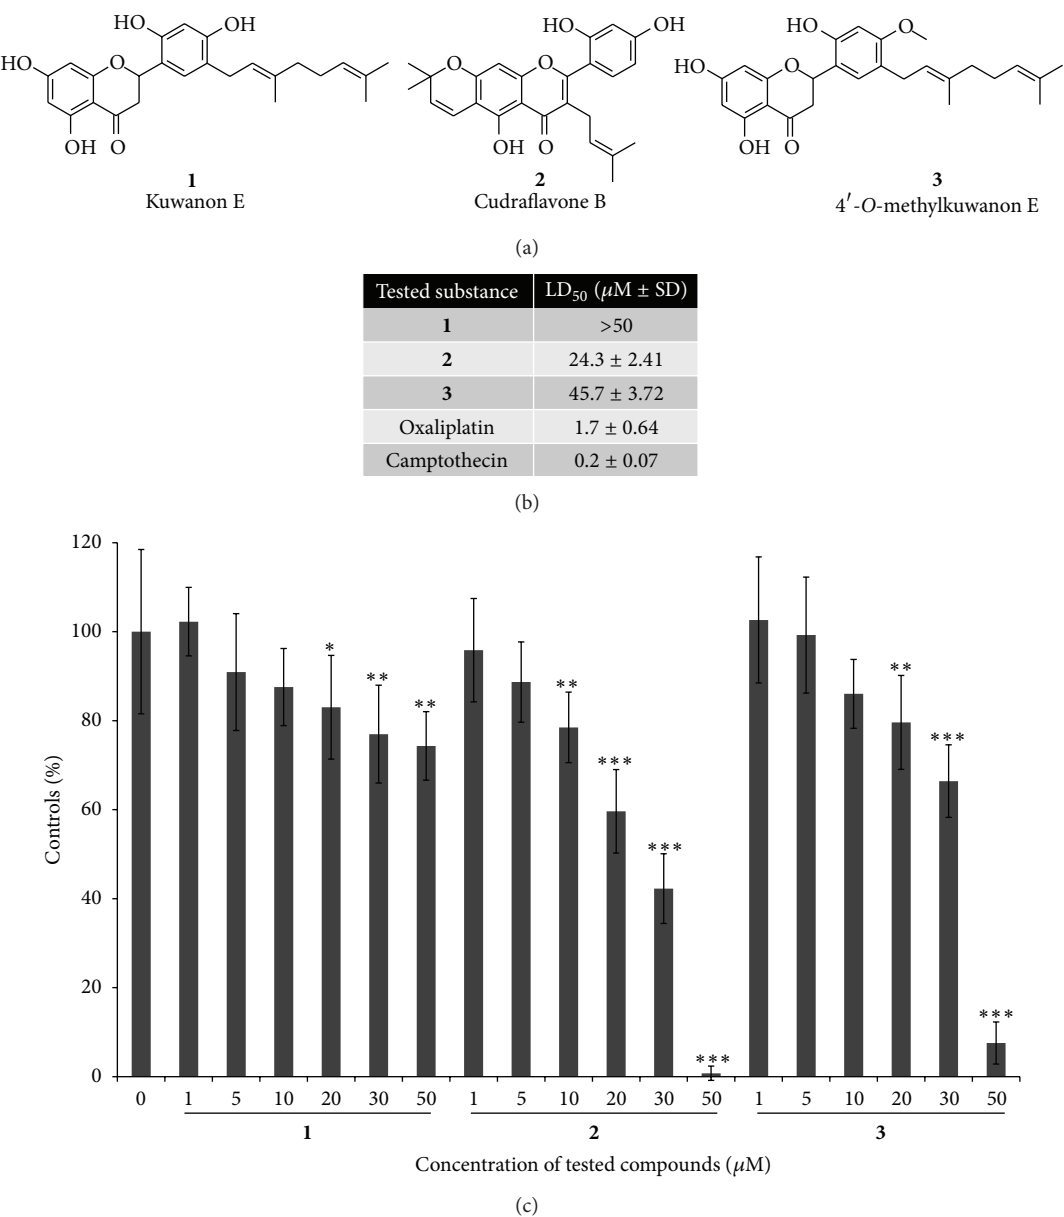 HO OH HO OH HO O
HO O O O HO O
OH O OH O OH O
1
Kuwanon E
2
Cudraflavone B
3
4′-O-methylkuwanon E
(a)
Tested substance LD50 (μM ± SD)
1 >50
2 24.3 ± 2.41
3 45.7 ± 3.72
Oxaliplatin 1.7 ± 0.64
Camptothecin 0.2 ± 0.07
(b)
120
100
80
60
40
20
0
Controls (%)
* ** ** ** *** *** *** ** *** ***
0 1 5 10 20 30 50 1 5 10 20 30 50 1 5 10 20 30 50
1 2 3
Concentration of tested compounds (μM)
(c)